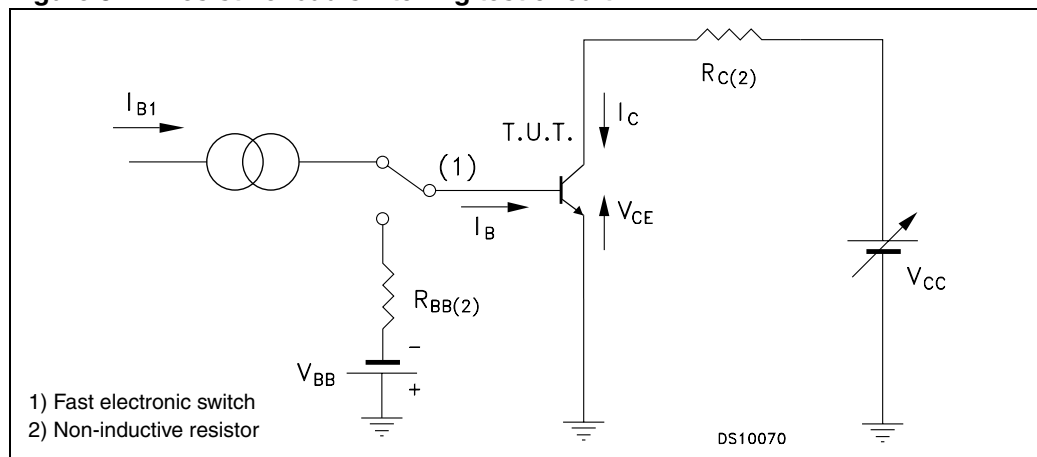 I_B1
R_C(2)
I_C
T.U.T.
(1)
I_B
V_CE
V_CC
R_BB(2)
V_BB
-
+
1) Fast electronic switch
2) Non-inductive resistor
DS10070